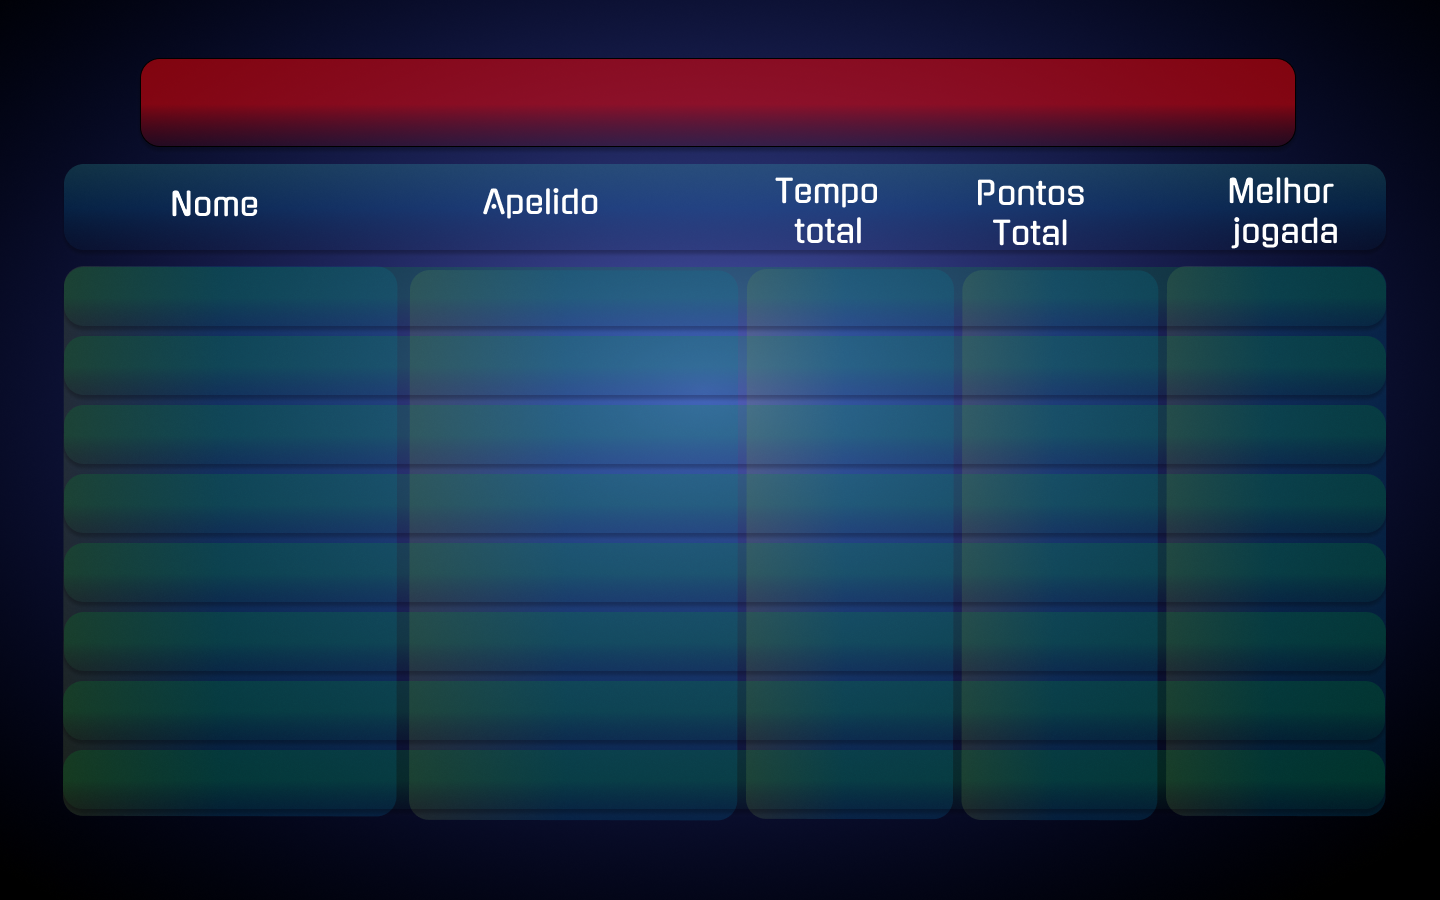 Nome
Apelido
Tempo
total
Pontos
Total
Melhor
jogada